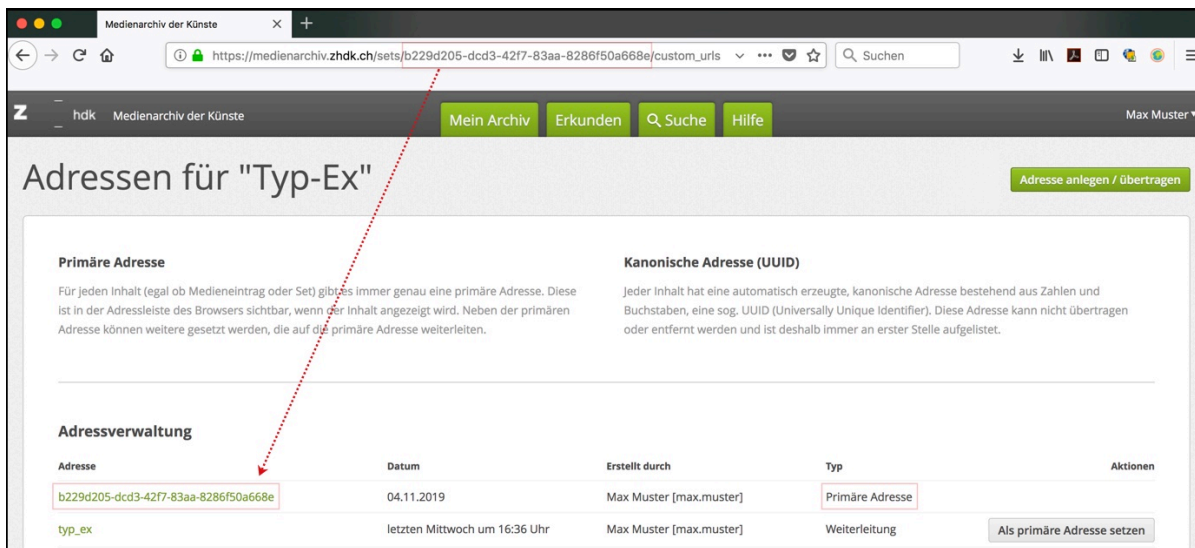 Medienarchiv der Künste
https://medienarchiv.zhdk.ch/sets/b229d205-dcd3-42f7-83aa-8286f50a668e/custom_urls
Suchen
Z hdk Medienarchiv der Künste
Mein Archiv Erkunden Suche Hilfe
Max Muster
Adressen für "Typ-Ex"
Adresse anlegen / übertragen
Primäre Adresse
Für jeden Inhalt (egal ob Medieneintrag oder Set) gibt es immer genau eine primäre Adresse. Diese
ist in der Adressleiste des Browsers sichtbar, wenn der Inhalt angezeigt wird. Neben der primären
Adresse können weitere gesetzt werden, die auf die primäre Adresse weiterleiten.
Kanonische Adresse (UUID)
Jeder Inhalt hat eine automatisch erzeugte, kanonische Adresse bestehend aus Zahlen und
Buchstaben, eine sog. UUID (Universally Unique Identifier). Diese Adresse kann nicht übertragen
oder entfernt werden und ist deshalb immer an erster Stelle aufgelistet.
Adressverwaltung
Adresse Datum Erstellt durch Typ Aktionen
b229d205-dcd3-42f7-83aa-8286f50a668e 04.11.2019 Max Muster [max.muster] Primäre Adresse
typ_ex letzten Mittwoch um 16:36 Uhr Max Muster [max.muster] Weiterleitung Als primäre Adresse setzen